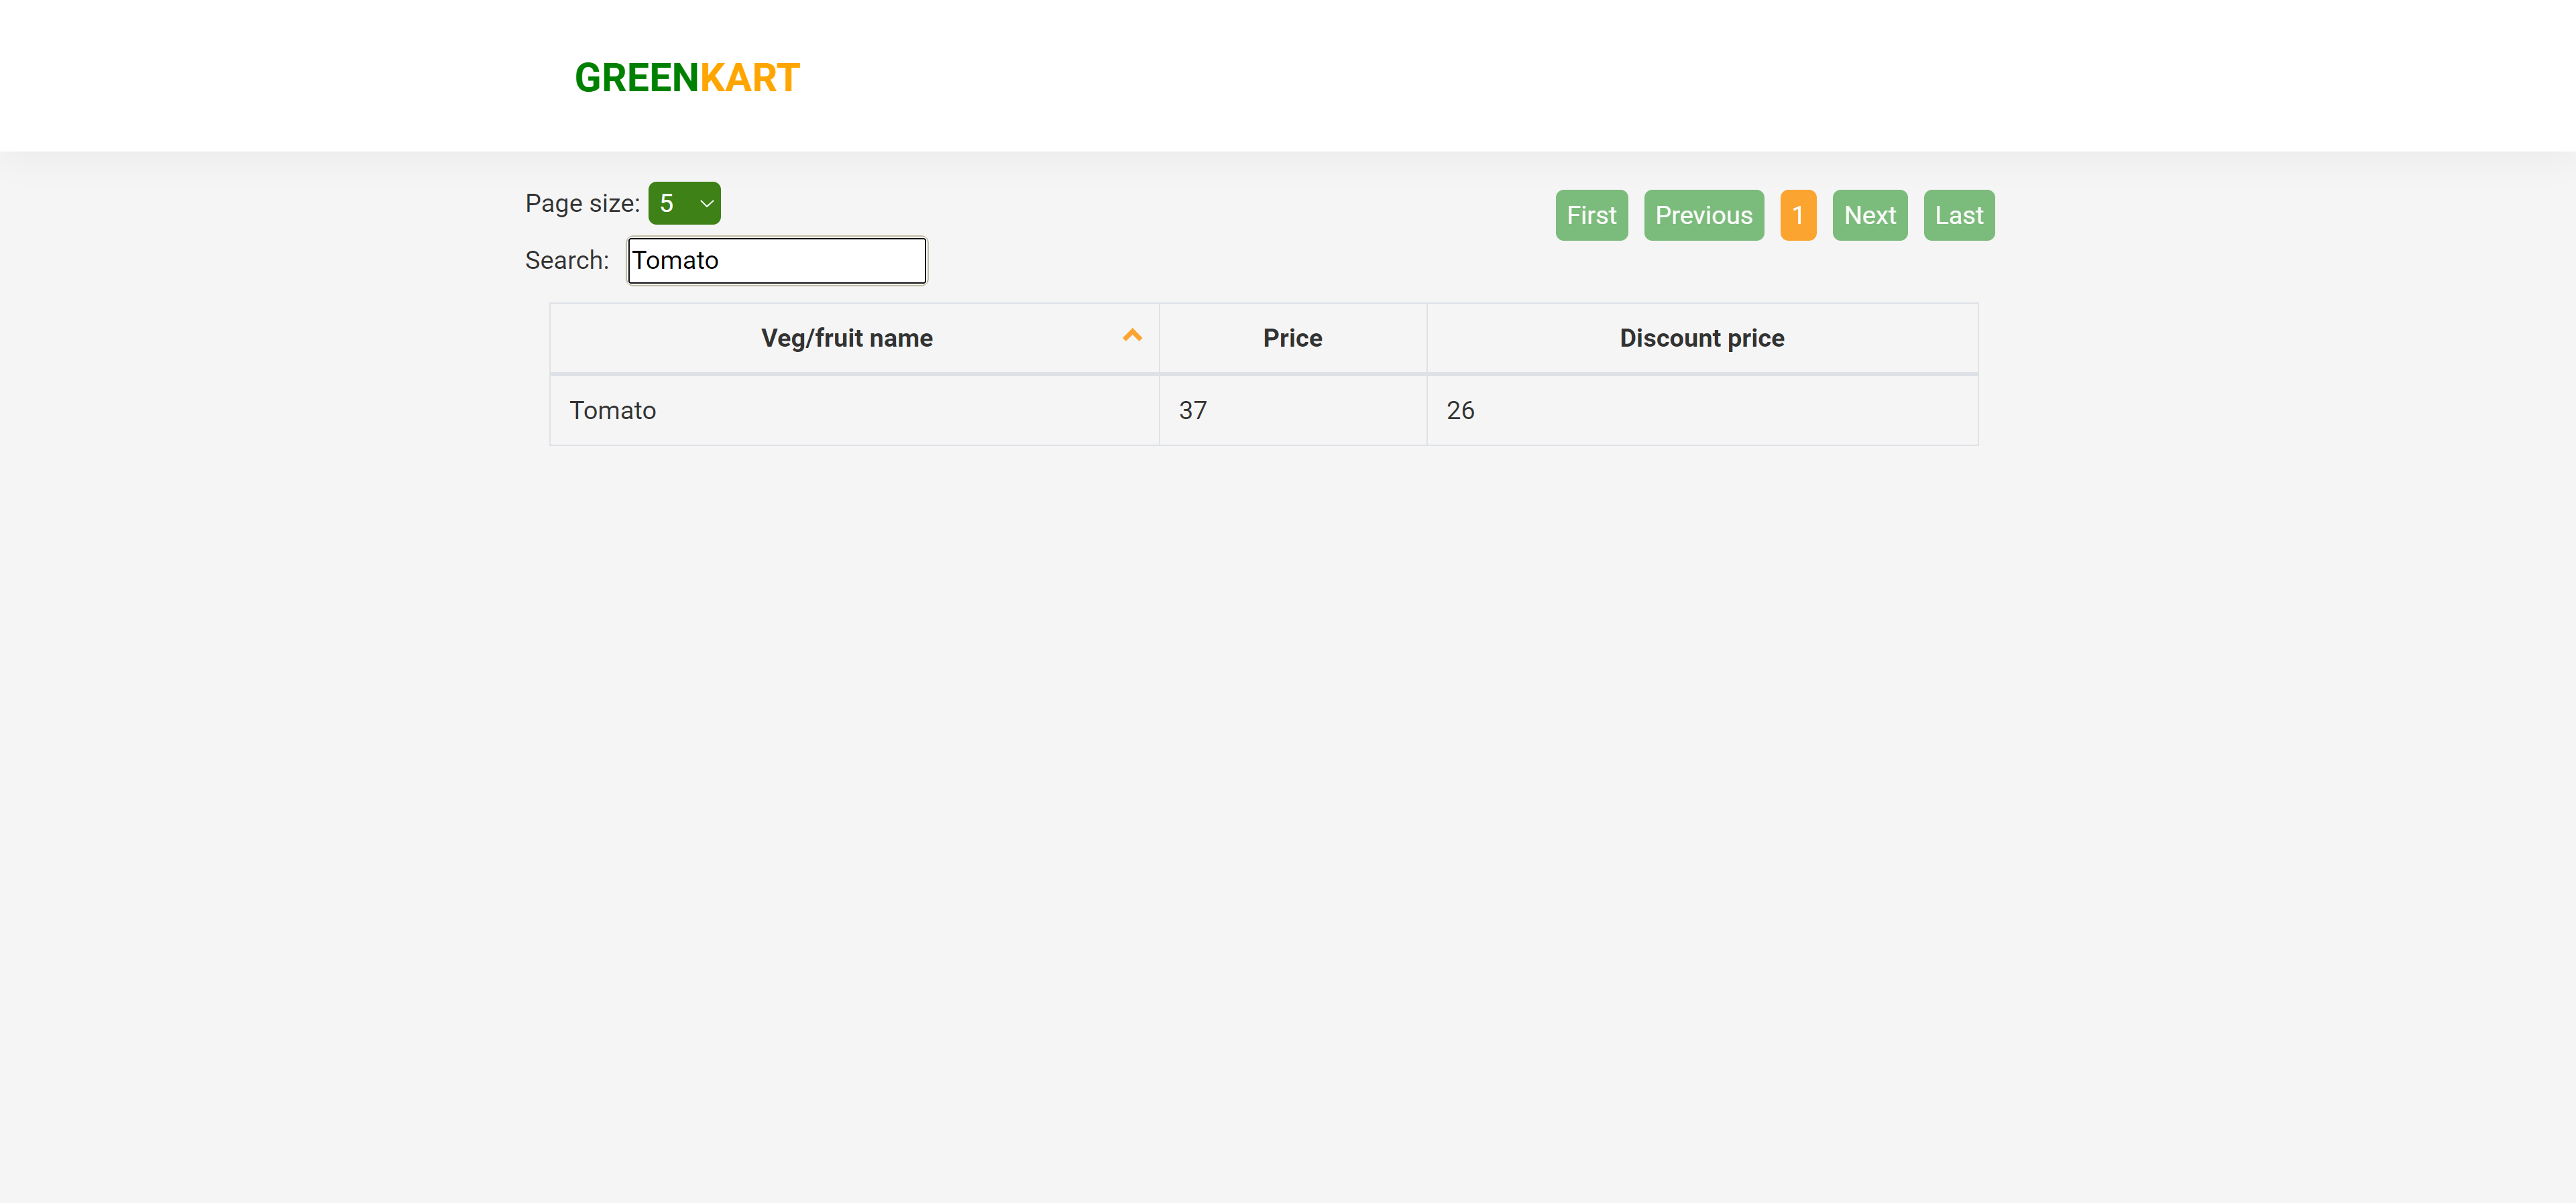 GREENKART
Page size: 5
First Previous 1 Next Last
Search: Tomato
Veg/fruit name Price Discount price
Tomato 37 26